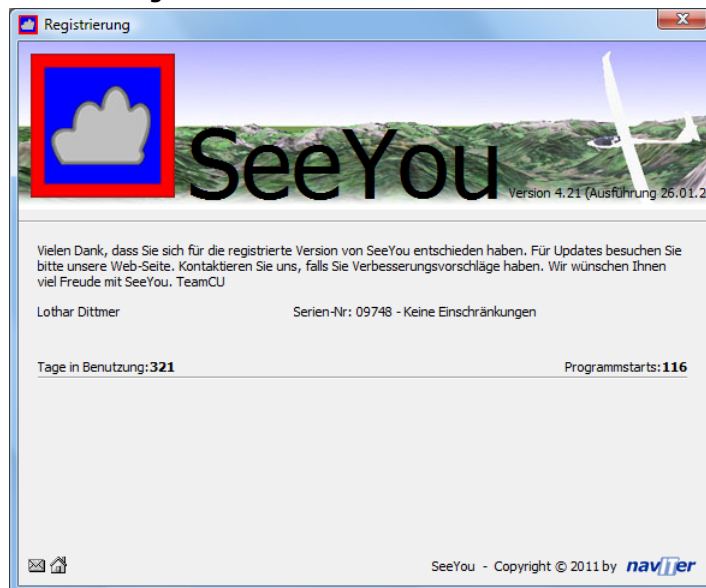 Registrierung
SeeYou
Version 4.21 (Ausführung 26.01.2
Vielen Dank, dass Sie sich für die registrierte Version von SeeYou entschieden haben. Für Updates besuchen Sie
bitte unsere Web-Seite. Kontaktieren Sie uns, falls Sie Verbesserungsvorschläge haben. Wir wünschen Ihnen
viel Freude mit SeeYou. TeamCU
Lothar Dittmer Serien-Nr: 09748 - Keine Einschränkungen
Tage in Benutzung:321 Programmstarts:116
SeeYou - Copyright © 2011 by naviter